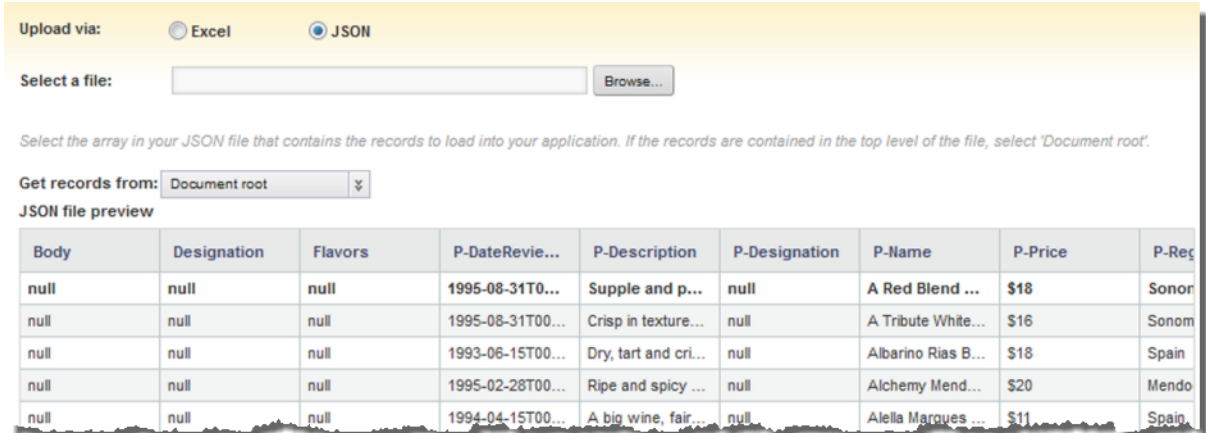 Upload via: Excel JSON
Select a file: Browse...
Select the array in your JSON file that contains the records to load into your application. If the records are contained in the top level of the file, select 'Document root'.
Get records from: Document root
JSON file preview
Body Designation Flavors P-DateRevie... P-Description P-Designation P-Name P-Price P-Reg
null null null 1995-08-31T0... Supple and p... null A Red Blend ... $18 Sonon
null null null 1995-08-31T00... Crisp in texture... null A Tribute White... $16 Sonom
null null null 1993-06-15T00... Dry, tart and cri... null Albarino Rias B... $18 Spain
null null null 1995-02-28T00... Ripe and spicy ... null Alchemy Mend... $20 Mendo
null null null 1994-04-15T00... A big wine, fair... null Alella Marques ... $11 Spain,